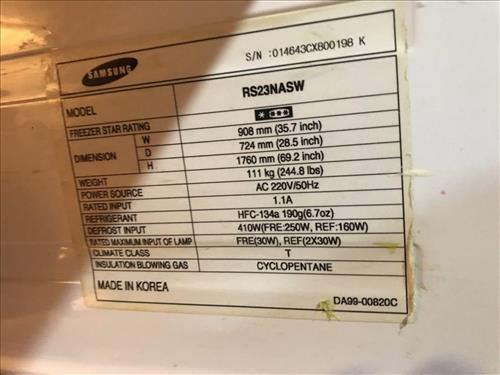 S/N :014643CX800198 K
SAMSUNG
MODEL RS23NASW
FREEZER STAR RATING
DIMENSION W 908 mm (35.7 inch)
D 724 mm (28.5 inch)
H 1760 mm (69.2 inch)
WEIGHT 111 kg (244.8 lbs)
POWER SOURCE AC 220V/50Hz
RATED INPUT 1.1A
REFRIGERANT HFC-134a 190g(6.7oz)
DEFROST INPUT 410W(FRE:250W, REF:160W)
RATED MAXIMUM INPUT OF LAMP FRE(30W), REF(2X30W)
CLIMATE CLASS T
INSULATION BLOWING GAS CYCLOPENTANE
MADE IN KOREA
DA99-00820C